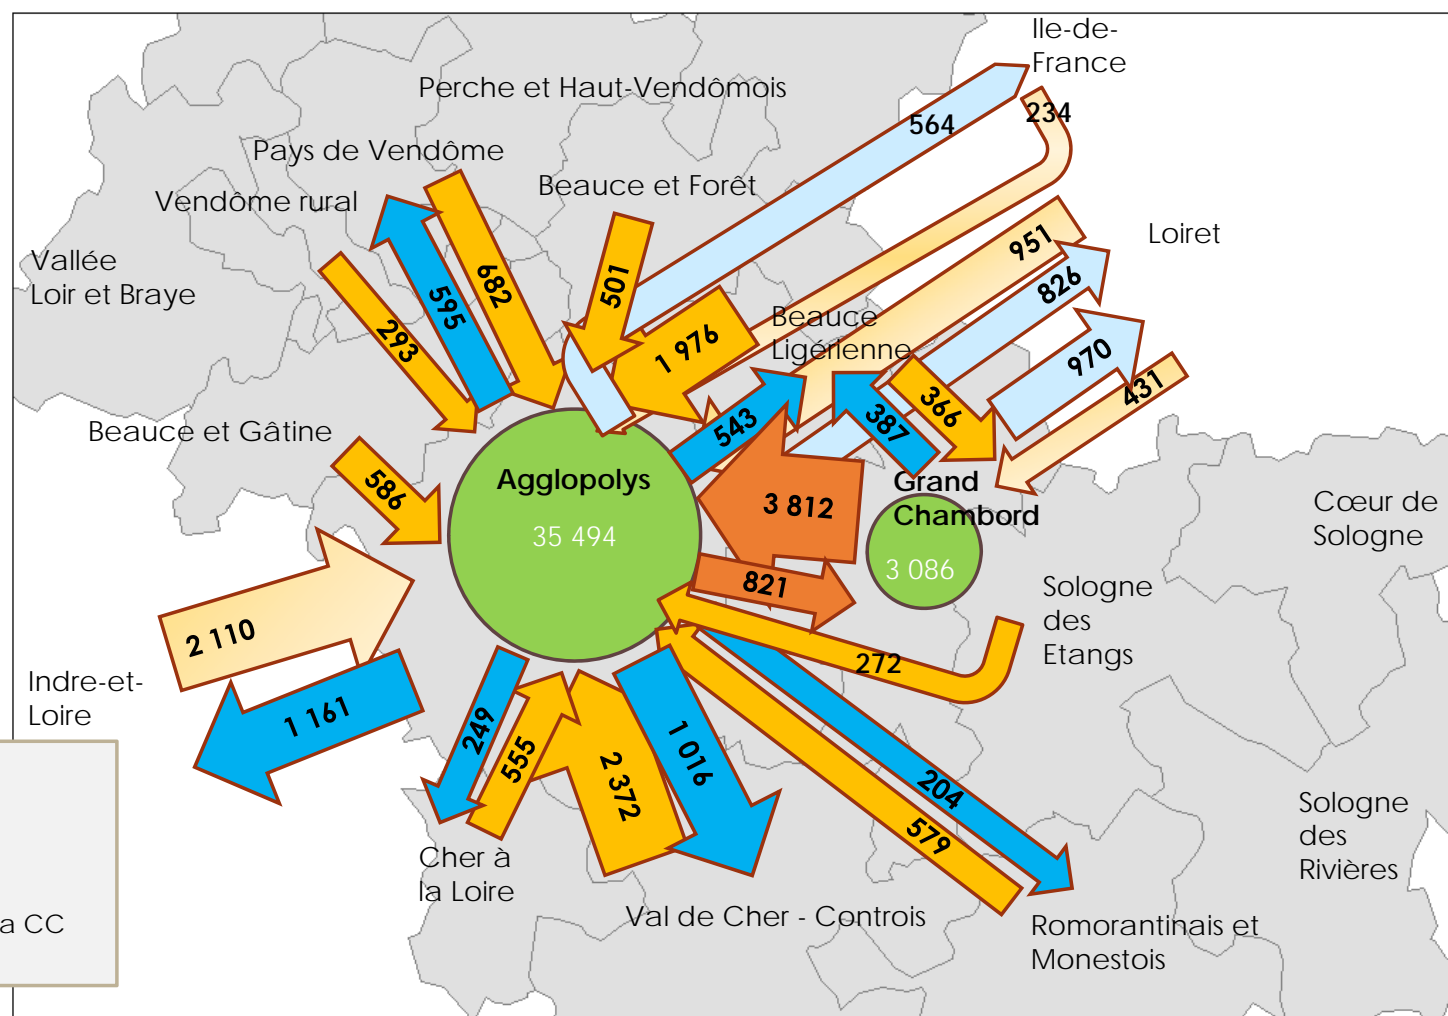 Ile-de-
France
Perche et Haut-Vendômois
564
234
Pays de Vendôme
Beauce et Forêt
Vendôme rural
Loiret
Vallée
Loir et Braye
951
826
682
501
595
293
1 976
Beauce
Ligérienne
970
431
366
387
543
Beauce et Gâtine
586
Agglopolys
35 494
3 812
Grand
Chambord
3 086
Cœur de
Sologne
821
Sologne
des
Etangs
272
2 110
Indre-et-
Loire
1 161
249
555
2 372
1 016
204
579
Sologne
des
Rivières
Cher à
la Loire
Val de Cher - Controis
Romorantinais et
Monestois
a CC